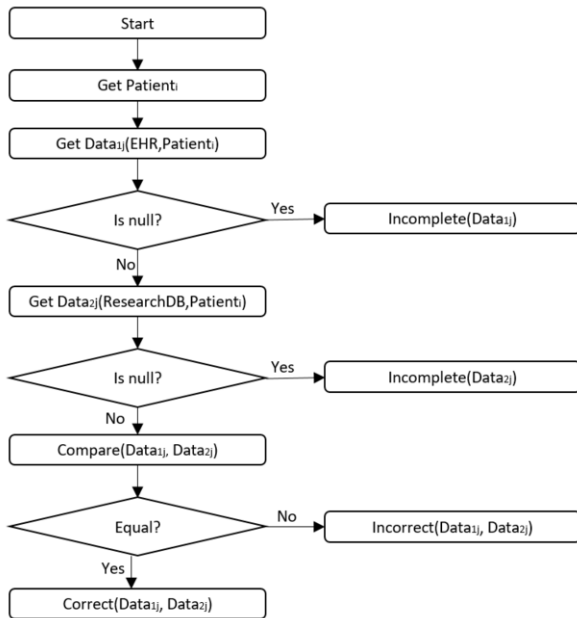 Start
Get Patientᵢ
Get Data₁ⱼ(EHR,Patientᵢ)
Is null?
Yes
Incomplete(Data₁ⱼ)
No
Get Data₂ⱼ(ResearchDB,Patientᵢ)
Is null?
Yes
Incomplete(Data₂ⱼ)
No
Compare(Data₁ⱼ, Data₂ⱼ)
Equal?
No
Incorrect(Data₁ⱼ, Data₂ⱼ)
Yes
Correct(Data₁ⱼ, Data₂ⱼ)